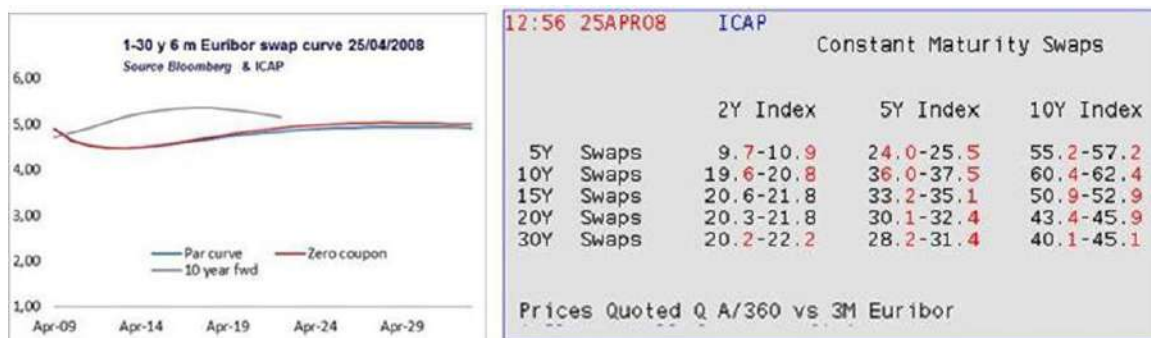 1-30 y 6 m Euribor swap curve 25/04/2008
Source Bloomberg & ICAP
6,00
5,00
4,00
3,00
2,00
1,00
Par curve
Zero coupon
10 year fwd
Apr-09
Apr-14
Apr-19
Apr-24
Apr-29
12:56 25APR08 ICAP
Constant Maturity Swaps
2Y Index 5Y Index 10Y Index
5Y Swaps 9.7-10.9 24.0-25.5 55.2-57.2
10Y Swaps 19.6-20.8 36.0-37.5 60.4-62.4
15Y Swaps 20.6-21.8 33.2-35.1 50.9-52.9
20Y Swaps 20.3-21.8 30.1-32.4 43.4-45.9
30Y Swaps 20.2-22.2 28.2-31.4 40.1-45.1
Prices Quoted Q A/360 vs 3M Euribor